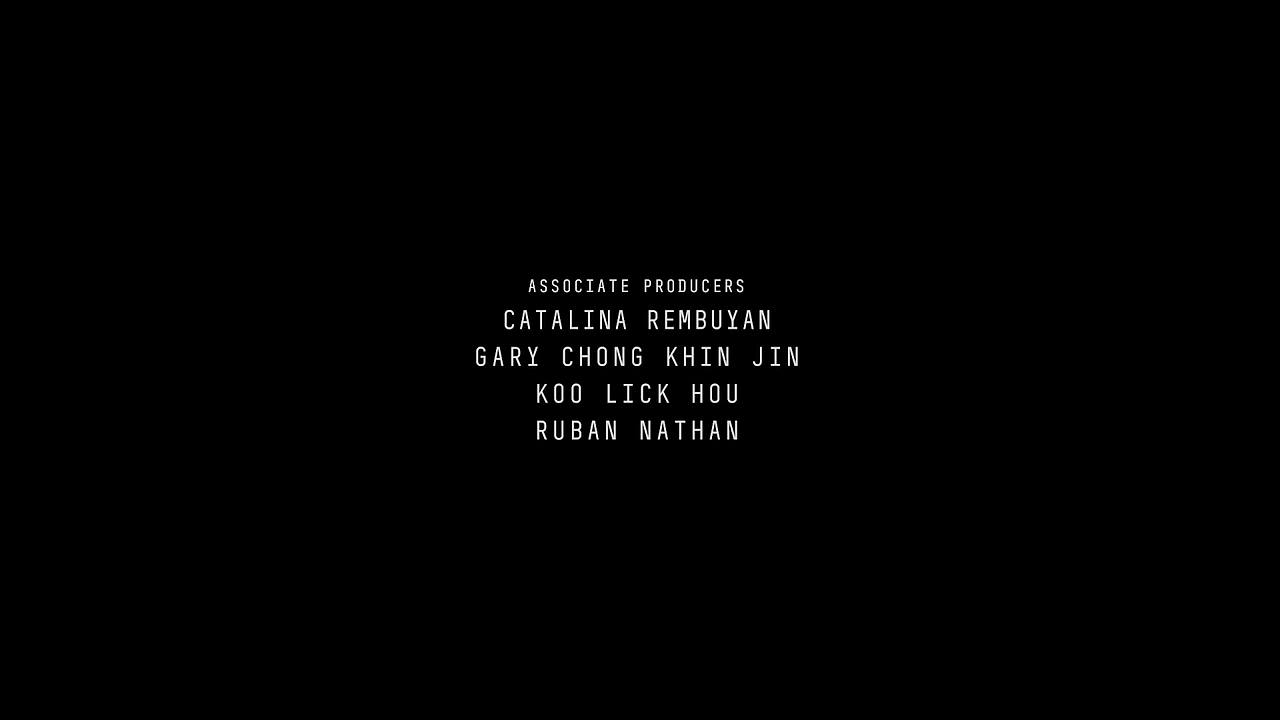 ASSOCIATE PRODUCERS
CATALINA REMBUYAN
GARY CHONG KHIN JIN
KOO LICK HOU
RUBAN NATHAN